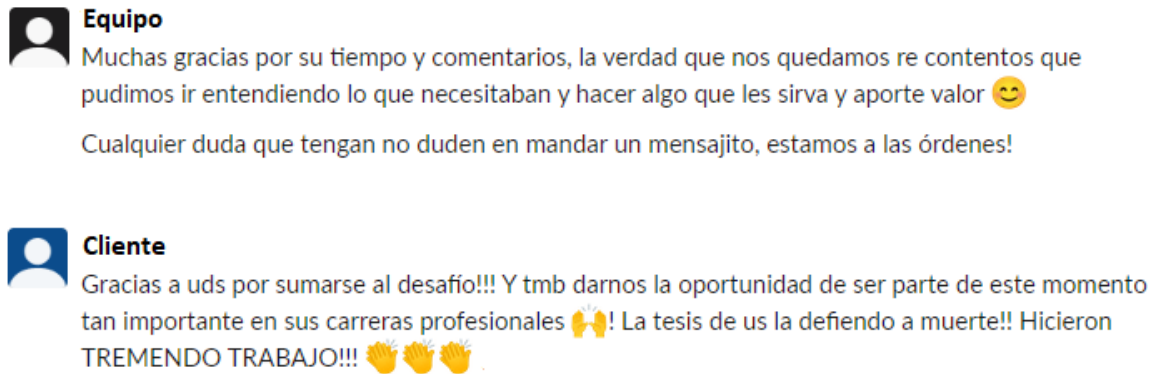 Equipo
Muchas gracias por su tiempo y comentarios, la verdad que nos quedamos re contentos que
pudimos ir entendiendo lo que necesitaban y hacer algo que les sirva y aporte valor 😊
Cualquier duda que tengan no duden en mandar un mensajito, estamos a las órdenes!
Cliente
Gracias a uds por sumarse al desafío!!! Y tmb darnos la oportunidad de ser parte de este momento
tan importante en sus carreras profesionales 🙌! La tesis de us la defiendo a muerte!! Hicieron
TREMENDO TRABAJO!!! 👏👏👏